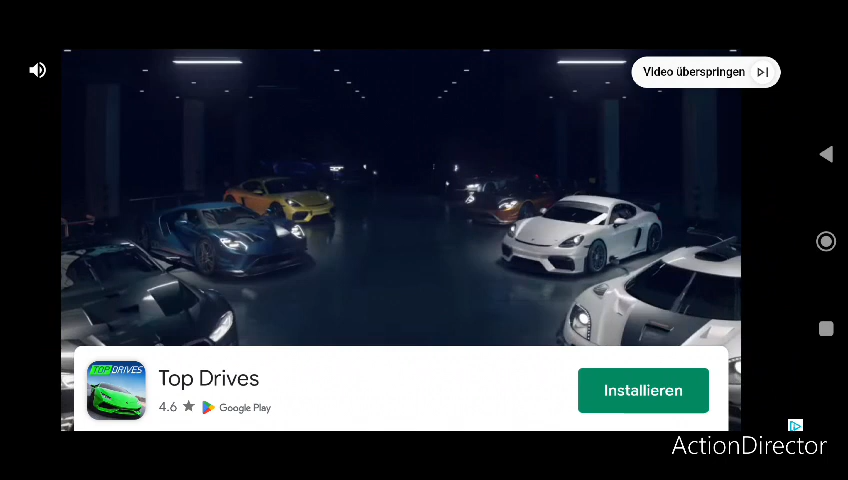 Video überspringen
TOP DRIVES
Top Drives
4.6 ★ Google Play
Installieren
ActionDirector